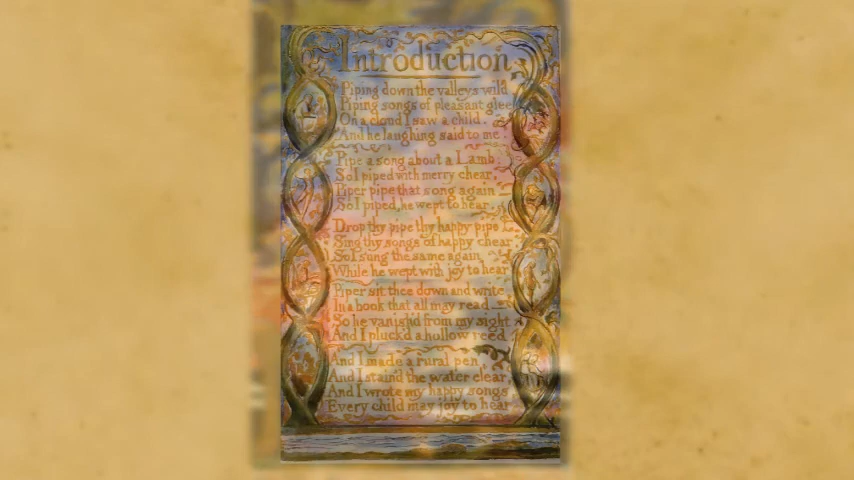 Introduction
Piping down the valleys wild
Piping songs of pleasant glee
On a cloud I saw a child.
And he laughing said to me.
Pipe a song about a Lamb:
So I piped with merry chear,
Piper pipe that song again—
So I piped, he wept to hear.
Drop thy pipe thy happy pipe
Sing thy songs of happy chear
So I sung the same again
While he wept with joy to hear
Piper sit thee down and write
In a book that all may read—
So he vanish'd from my sight
And I pluck'd a hollow reed.
And I made a rural pen,
And I stain'd the water clear,
And I wrote my happy songs
Every child may joy to hear